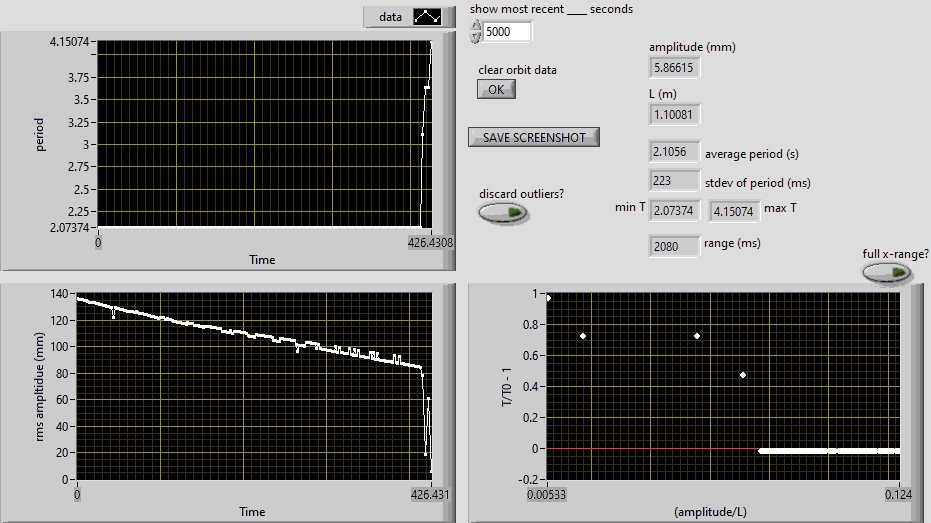 data
4.15074
3.75
3.5
3.25
3
2.75
2.5
2.25
2.07374
period
0
426.4308
Time
show most recent ___ seconds
5000
clear orbit data
OK
SAVE SCREENSHOT
discard outliers?
amplitude (mm)
5.86615
L (m)
1.10081
2.1056 average period (s)
223 stdev of period (ms)
min T 2.07374 4.15074 max T
2080 range (ms)
full x-range?
140
120
100
80
60
40
20
0
rms ampltidue (mm)
0
426.431
Time
1
0.8
0.6
0.4
0.2
0
-0.2
T/T0 - 1
0.00533
0.124
(amplitude/L)